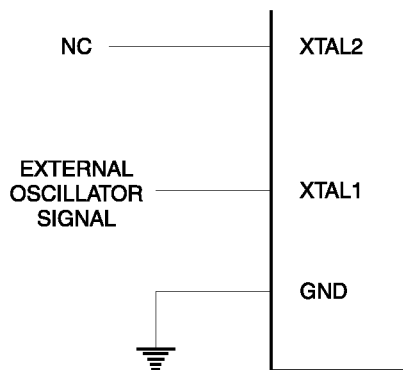 NC
XTAL2
EXTERNAL
OSCILLATOR
SIGNAL
XTAL1
GND